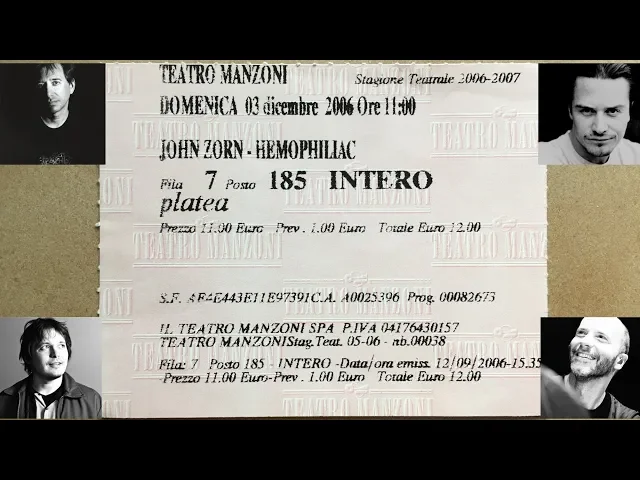 TEATRO MANZONI Stagione Teatrale 2006-2007
DOMENICA 03 dicembre 2006 Ore 11:00
JOHN ZORN - HEMOPHILIAC
Fila 7 Posto 185 INTERO
platea
Prezzo 11.00 Euro Prev. 1.00 Euro Totale Euro 12.00
S.F. AF4E443E11E97391C.A. A0025396 Prog. 00082673
IL TEATRO MANZONI SPA P.IVA 04176430157
TEATRO MANZONIStag.Teat. 05-06 - nb.00038
Fila: 7 Posto 185 - INTERO -Data/ora emiss. 12/09/2006-15.35
-Prezzo 11.00 Euro-Prev. 1.00 Euro Totale Euro 12.00